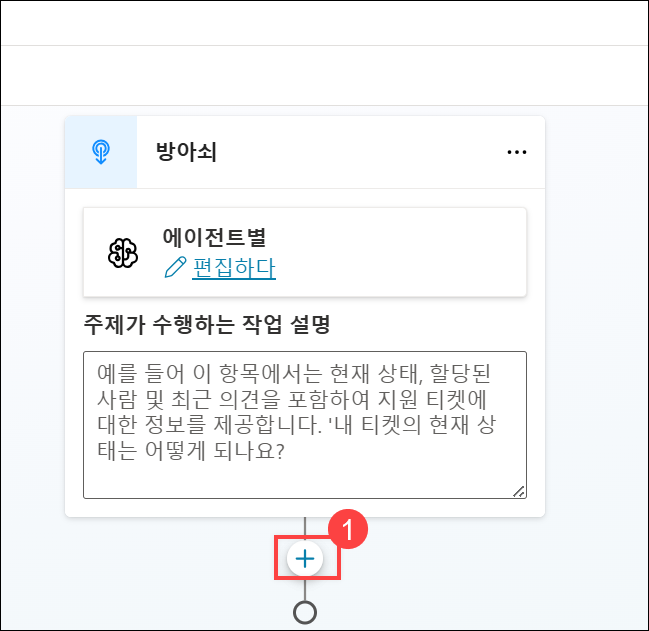 방아쇠
에이전트별
편집하다
주제가 수행하는 작업 설명
예를 들어 이 항목에서는 현재 상태, 할당된
사람 및 최근 의견을 포함하여 지원 티켓에
대한 정보를 제공합니다. '내 티켓의 현재 상
태는 어떻게 되나요?
1